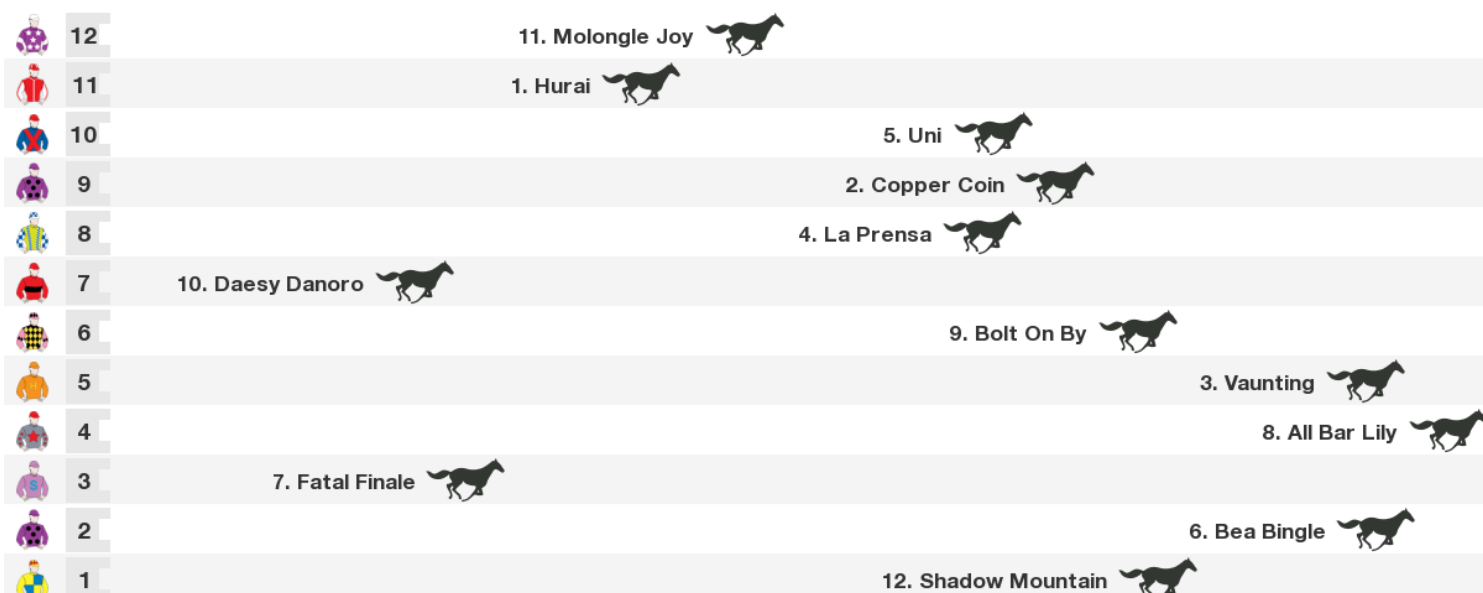 12 11. Molongle Joy
11 1. Hurai
10 5. Uni
9 2. Copper Coin
8 4. La Prensa
7 10. Daesy Danoro
6 9. Bolt On By
5 3. Vaunting
H
4 8. All Bar Lily
3 7. Fatal Finale
S
2 6. Bea Bingle
1 12. Shadow Mountain